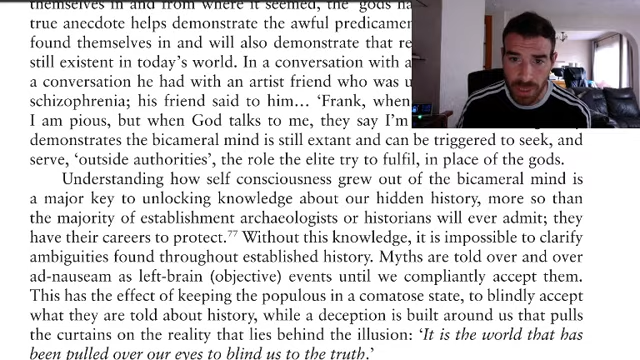 themselves in and from where it seemed, the 'gods ha
true anecdote helps demonstrate the awful predicamen
found themselves in and will also demonstrate that re
still existent in today's world. In a conversation with a
a conversation he had with an artist friend who was u
schizophrenia; his friend said to him… 'Frank, when
I am pious, but when God talks to me, they say I'm
demonstrates the bicameral mind is still extant and can be triggered to seek, and
serve, 'outside authorities', the role the elite try to fulfil, in place of the gods.
Understanding how self consciousness grew out of the bicameral mind is
a major key to unlocking knowledge about our hidden history, more so than
the majority of establishment archaeologists or historians will ever admit; they
have their careers to protect.⁷⁷ Without this knowledge, it is impossible to clarify
ambiguities found throughout established history. Myths are told over and over
ad-nauseam as left-brain (objective) events until we compliantly accept them.
This has the effect of keeping the populous in a comatose state, to blindly accept
what they are told about history, while a deception is built around us that pulls
the curtains on the reality that lies behind the illusion: 'It is the world that has
been pulled over our eyes to blind us to the truth.'